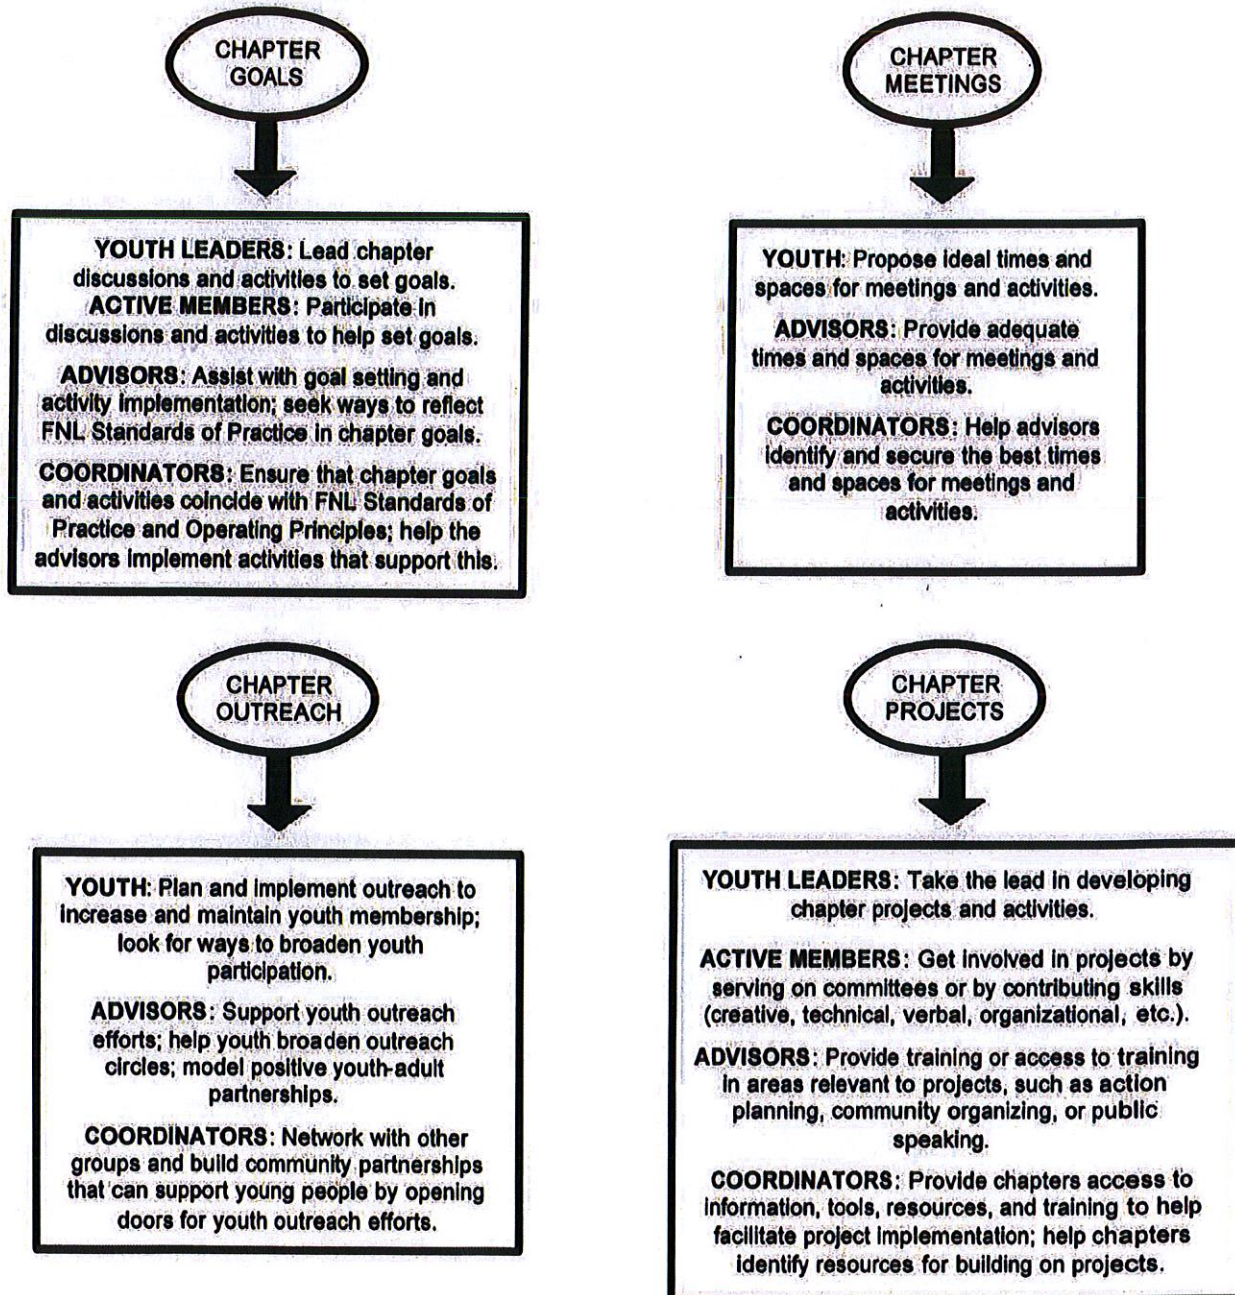 CHAPTER
GOALS
YOUTH LEADERS: Lead chapter
discussions and activities to set goals.
ACTIVE MEMBERS: Participate in
discussions and activities to help set goals.
ADVISORS: Assist with goal setting and
activity implementation; seek ways to reflect
FNL Standards of Practice in chapter goals.
COORDINATORS: Ensure that chapter goals
and activities coincide with FNL Standards of
Practice and Operating Principles; help the
advisors implement activities that support this.
CHAPTER
MEETINGS
YOUTH: Propose ideal times and
spaces for meetings and activities.
ADVISORS: Provide adequate
times and spaces for meetings and
activities.
COORDINATORS: Help advisors
identify and secure the best times
and spaces for meetings and
activities.
CHAPTER
OUTREACH
YOUTH: Plan and implement outreach to
increase and maintain youth membership;
look for ways to broaden youth
participation.
ADVISORS: Support youth outreach
efforts; help youth broaden outreach
circles; model positive youth-adult
partnerships.
COORDINATORS: Network with other
groups and build community partnerships
that can support young people by opening
doors for youth outreach efforts.
CHAPTER
PROJECTS
YOUTH LEADERS: Take the lead in developing
chapter projects and activities.
ACTIVE MEMBERS: Get involved in projects by
serving on committees or by contributing skills
(creative, technical, verbal, organizational, etc.).
ADVISORS: Provide training or access to training
in areas relevant to projects, such as action
planning, community organizing, or public
speaking.
COORDINATORS: Provide chapters access to
information, tools, resources, and training to help
facilitate project implementation; help chapters
identify resources for building on projects.